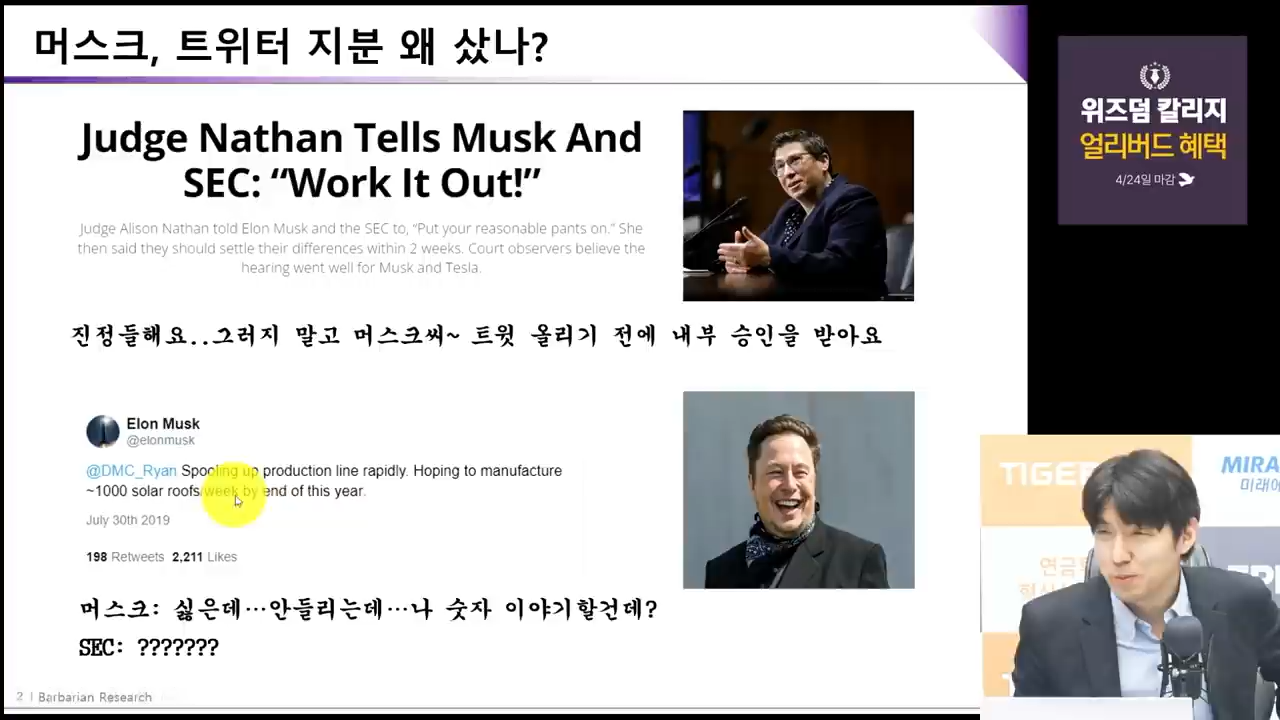 머스크, 트위터 지분 왜 샀나?
Judge Nathan Tells Musk And
SEC: “Work It Out!”
Judge Alison Nathan told Elon Musk and the SEC to, “Put your reasonable pants on.” She
then said they should settle their differences within 2 weeks. Court observers believe the
hearing went well for Musk and Tesla.
진정들해요..그러지 말고 머스크씨~ 트윗 올리기 전에 내부 승인을 받아요
Elon Musk
@elonmusk
@DMC_Ryan Spooling up production line rapidly. Hoping to manufacture
~1000 solar roofs/week by end of this year.
July 30th 2019
198 Retweets 2,211 Likes
머스크: 싫은데…안들리는데…나 숫자 이야기할건데?
SEC: ???????
2 | Barbarian Research
위즈덤 칼리지
얼리버드 혜택
4/24일 마감
TIGE
MIRA
미래에
연금